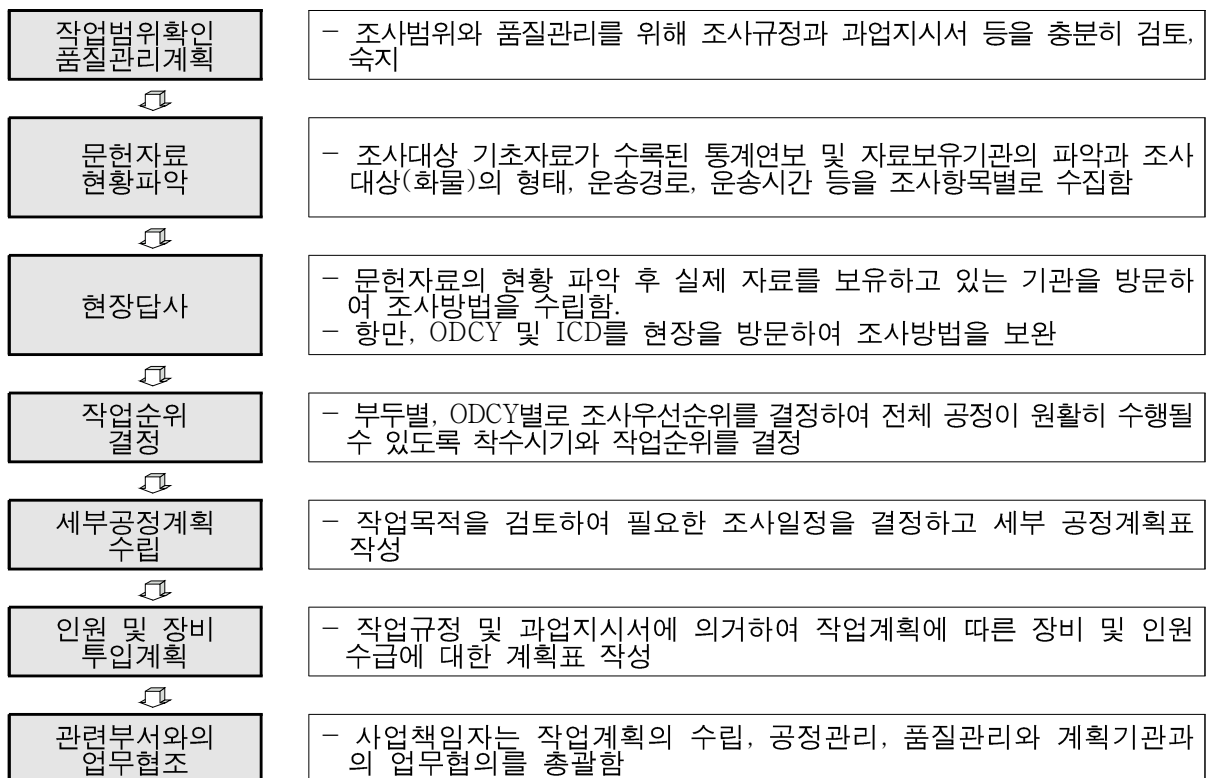 작업범위확인
품질관리계획
- 조사범위와 품질관리를 위해 조사규정과 과업지시서 등을 충분히 검토,
숙지
문헌자료
현황파악
- 조사대상 기초자료가 수록된 통계연보 및 자료보유기관의 파악과 조사
대상(화물)의 형태, 운송경로, 운송시간 등을 조사항목별로 수집함
현장답사
- 문헌자료의 현황 파악 후 실제 자료를 보유하고 있는 기관을 방문하
여 조사방법을 수립함.
- 항만, ODCY 및 ICD를 현장을 방문하여 조사방법을 보완
작업순위
결정
- 부두별, ODCY별로 조사우선순위를 결정하여 전체 공정이 원활히 수행될
수 있도록 착수시기와 작업순위를 결정
세부공정계획
수립
- 작업목적을 검토하여 필요한 조사일정을 결정하고 세부 공정계획표
작성
인원 및 장비
투입계획
- 작업규정 및 과업지시서에 의거하여 작업계획에 따른 장비 및 인원
수급에 대한 계획표 작성
관련부서와의
업무협조
- 사업책임자는 작업계획의 수립, 공정관리, 품질관리와 계획기관과
의 업무협의를 총괄함